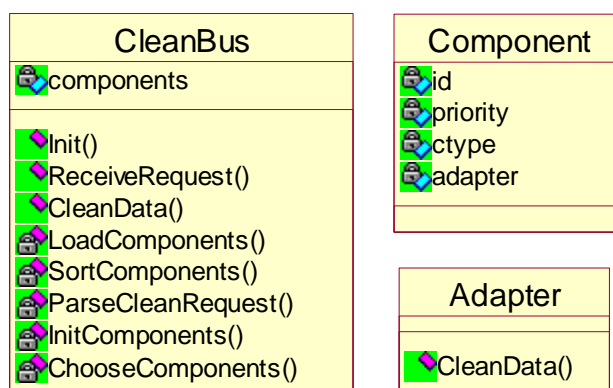 CleanBus
components
Init()
ReceiveRequest()
CleanData()
LoadComponents()
SortComponents()
ParseCleanRequest()
InitComponents()
ChooseComponents()
Component
id
priority
ctype
adapter
Adapter
CleanData()